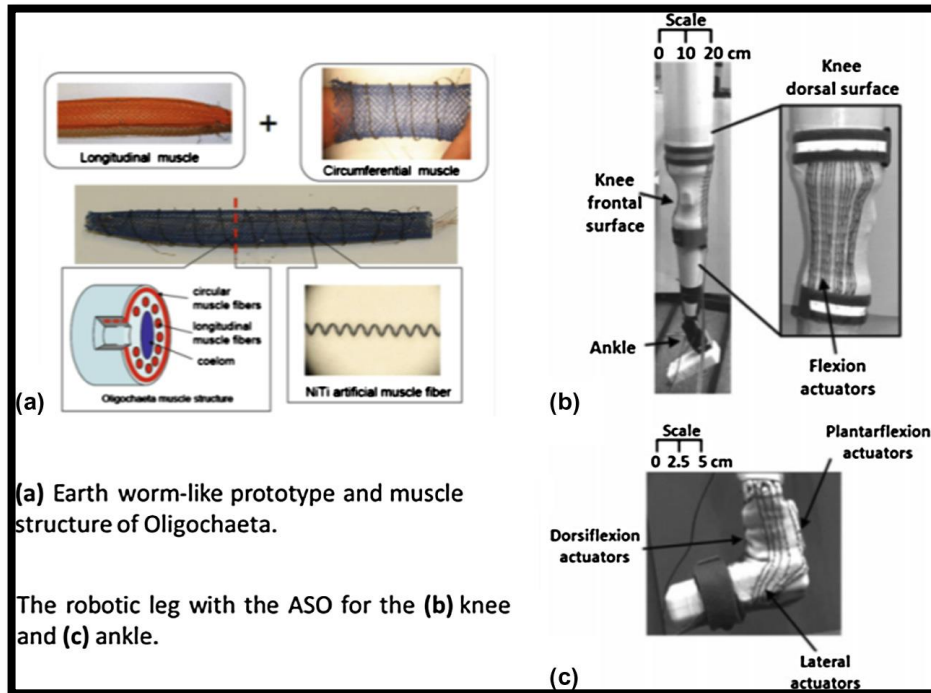 Longitudinal muscle
+
Circumferential muscle
circular
muscle fibers
longitudinal
muscle fibers
coelom
Oligochaeta muscle structure
NiTi artificial muscle fiber
(a)
Scale
0 10 20 cm
Knee
dorsal surface
Knee
frontal
surface
Ankle
Flexion
actuators
(b)
Scale
0 2.5 5 cm
Plantarflexion
actuators
Dorsiflexion
actuators
Lateral
actuators
(c)
(a) Earth worm-like prototype and muscle
structure of Oligochaeta.
The robotic leg with the ASO for the (b) knee
and (c) ankle.